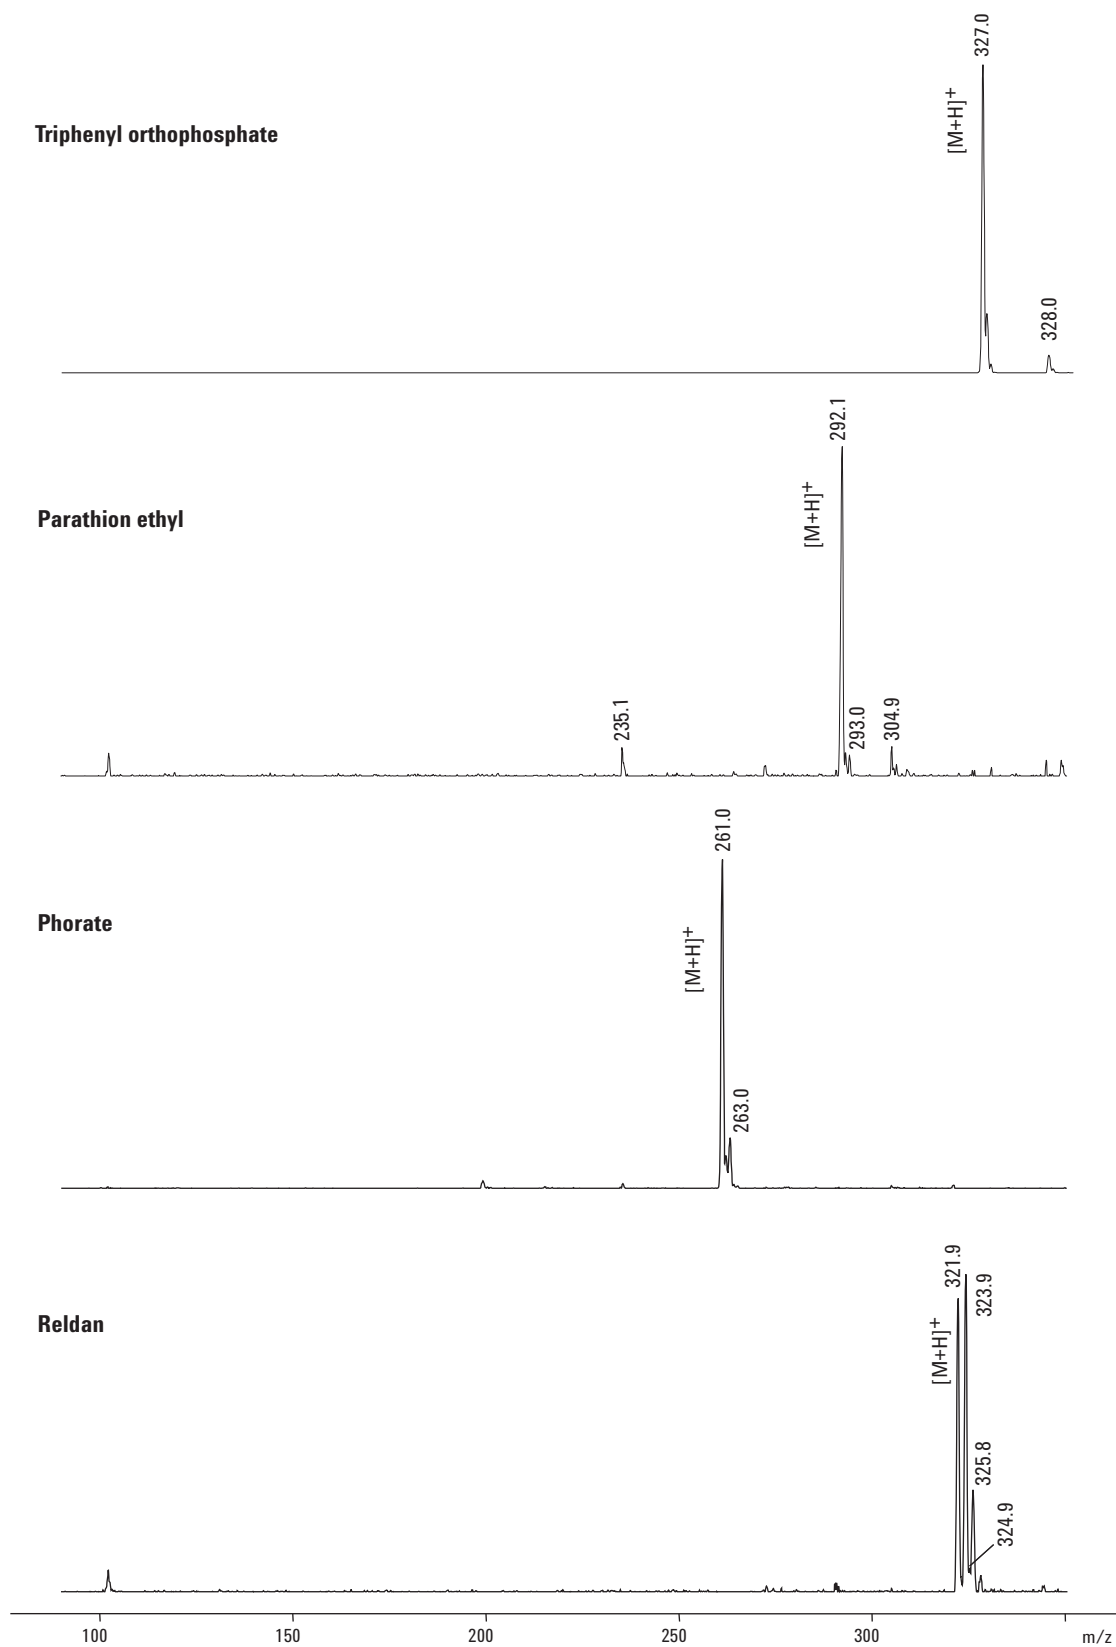 327.0
[M+H]+
Triphenyl orthophosphate
328.0
292.1
[M+H]+
Parathion ethyl
235.1
293.0
304.9
261.0
[M+H]+
Phorate
263.0
321.9
323.9
[M+H]+
Reldan
325.8
324.9
100 150 200 250 300 m/z